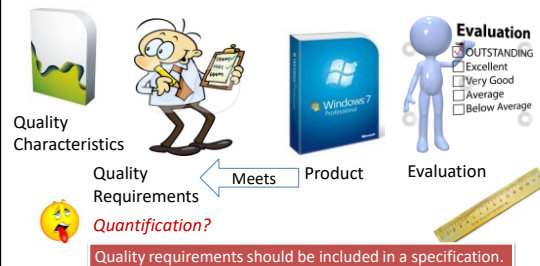 Evaluation
OUTSTANDING
Excellent
Very Good
Average
Below Average
Windows 7
Professional
Microsoft
Quality
Characteristics
Quality
Requirements
Meets
Product
Evaluation
Quantification?
Quality requirements should be included in a specification.